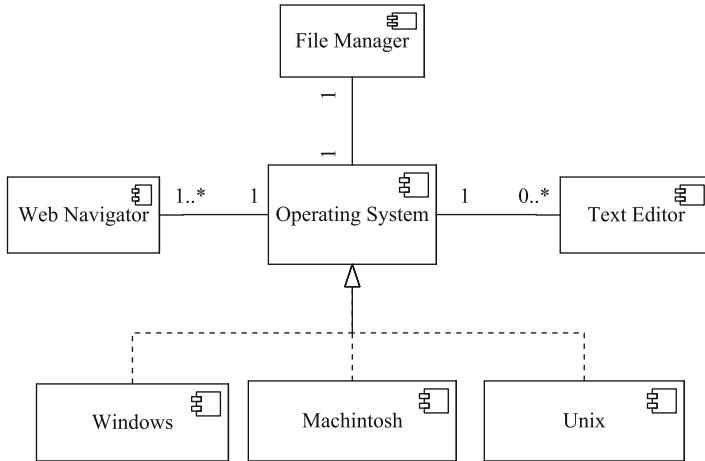 File Manager
1
1
Web Navigator
1..*
1
Operating System
1
0..*
Text Editor
Windows
Machintosh
Unix